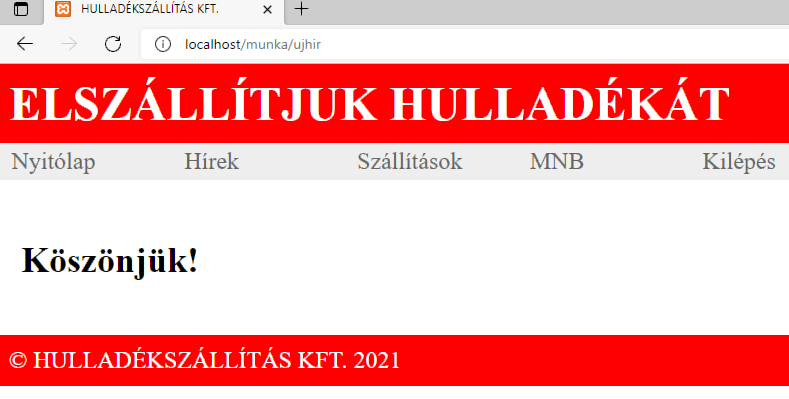 HULLADÉKSZÁLLÍTÁS KFT.
localhost/munka/ujhir
ELSZÁLLÍTJUK HULLADÉKÁT
Nyitólap Hírek Szállítások MNB Kilépés
Köszönjük!
© HULLADÉKSZÁLLÍTÁS KFT. 2021